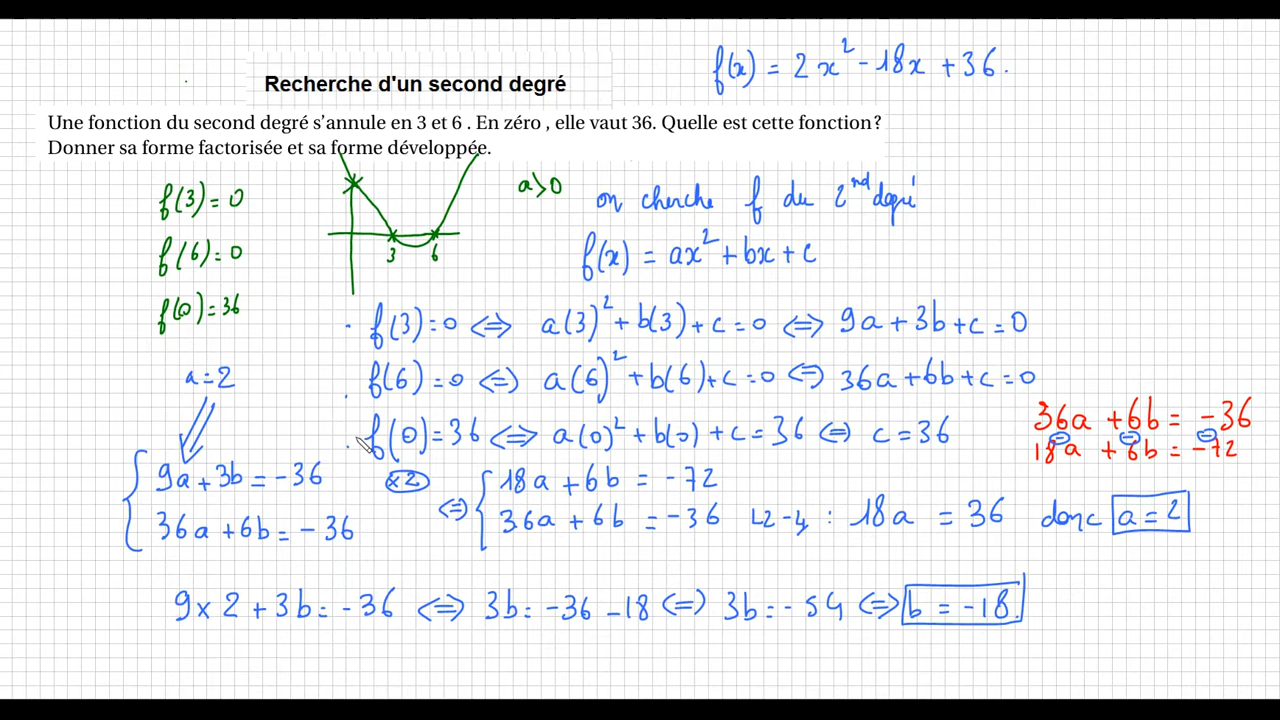 f(x) = 2x² - 18x + 36.
Recherche d'un second degré
Une fonction du second degré s'annule en 3 et 6 . En zéro , elle vaut 36. Quelle est cette fonction?
Donner sa forme factorisée et sa forme développée.
f(3) = 0
f(6) = 0
f(0) = 36
3 6
a>0
on cherche f du 2nd degré
f(x) = ax² + bx + c
. f(3) = 0 ⟺ a(3)² + b(3) + c = 0 ⟺ 9a + 3b + c = 0
. f(6) = 0 ⟺ a(6)² + b(6) + c = 0 ⟺ 36a + 6b + c = 0
. f(0) = 36 ⟺ a(0)² + b(0) + c = 36 ⟺ c = 36
a = 2
36a + 6b = -36
18a + 6b = -72
{ 9a + 3b = -36 ×2 ⟺ { 18a + 6b = -72
36a + 6b = -36 36a + 6b = -36 L2 - L1 : 18a = 36 donc a = 2
9 × 2 + 3b = -36 ⟺ 3b = -36 - 18 ⟺ 3b = -54 ⟺ b = -18.